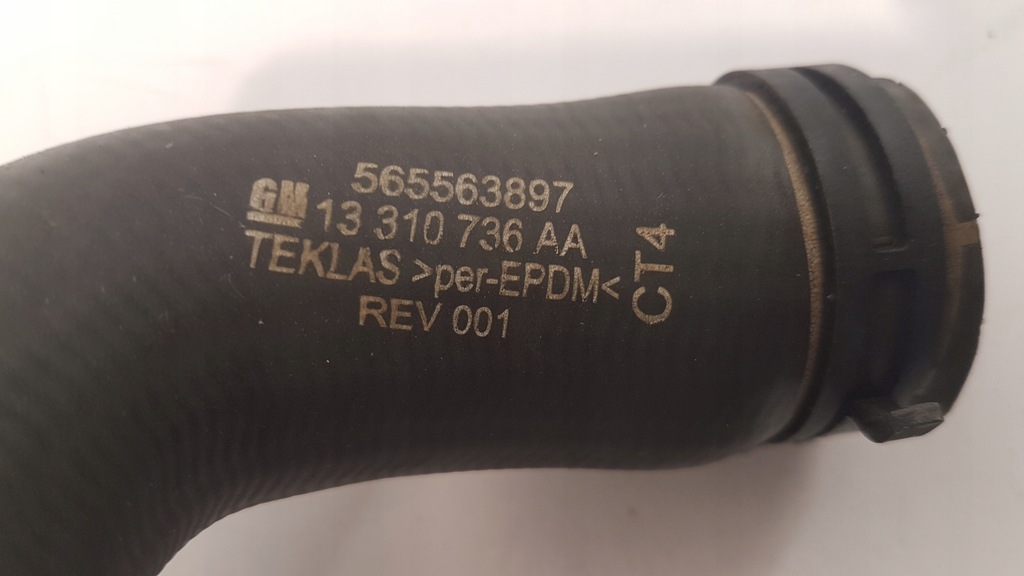 565563897
GM 13 310 736 AA
TEKLAS >per-EPDM<
REV 001
CT4